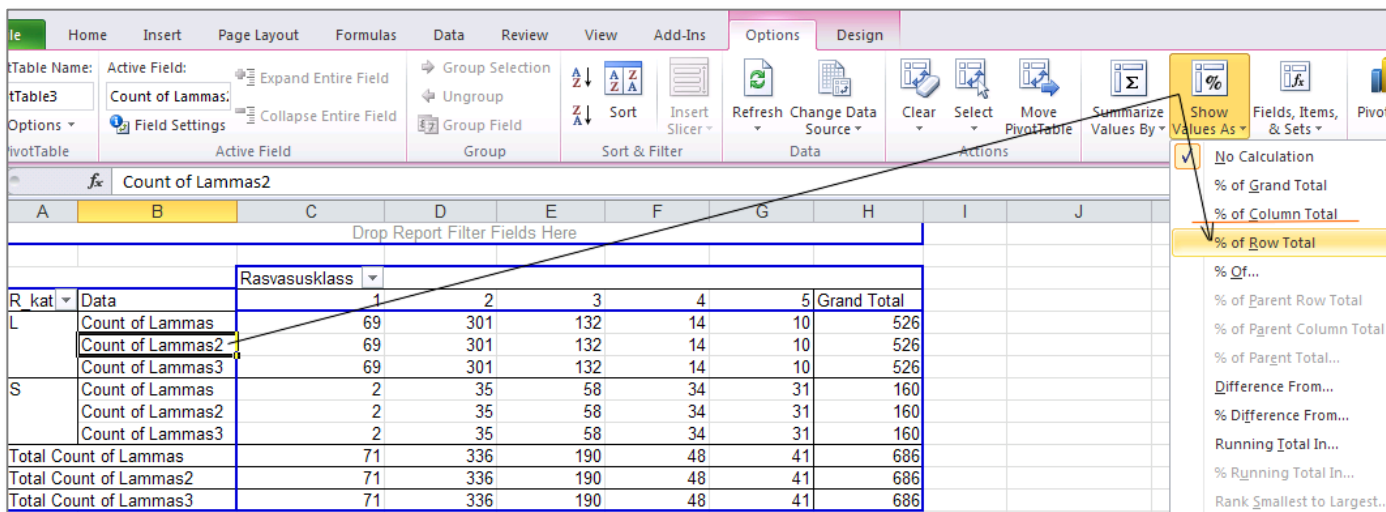 le Home Insert Page Layout Formulas Data Review View Add-Ins Options Design
tTable Name: Active Field: Expand Entire Field Group Selection
tTable3 Count of Lammas: Collapse Entire Field Ungroup Sort Insert Slicer Refresh Change Data Source Clear Select Move PivotTable Summarize Values By Show Values As Fields, Items, & Sets Pivot
Options Field Settings Group Field
PivotTable Active Field Group Sort & Filter Data Actions
fx Count of Lammas2
A B C D E F G H I J
Drop Report Filter Fields Here
Rasvasusklass
R_kat Data 1 2 3 4 5 Grand Total
L Count of Lammas 69 301 132 14 10 526
Count of Lammas2 69 301 132 14 10 526
Count of Lammas3 69 301 132 14 10 526
S Count of Lammas 2 35 58 34 31 160
Count of Lammas2 2 35 58 34 31 160
Count of Lammas3 2 35 58 34 31 160
Total Count of Lammas 71 336 190 48 41 686
Total Count of Lammas2 71 336 190 48 41 686
Total Count of Lammas3 71 336 190 48 41 686
No Calculation
% of Grand Total
% of Column Total
% of Row Total
% Of...
% of Parent Row Total
% of Parent Column Total
% of Parent Total...
Difference From...
% Difference From...
Running Total In...
% Running Total In...
Rank Smallest to Largest...